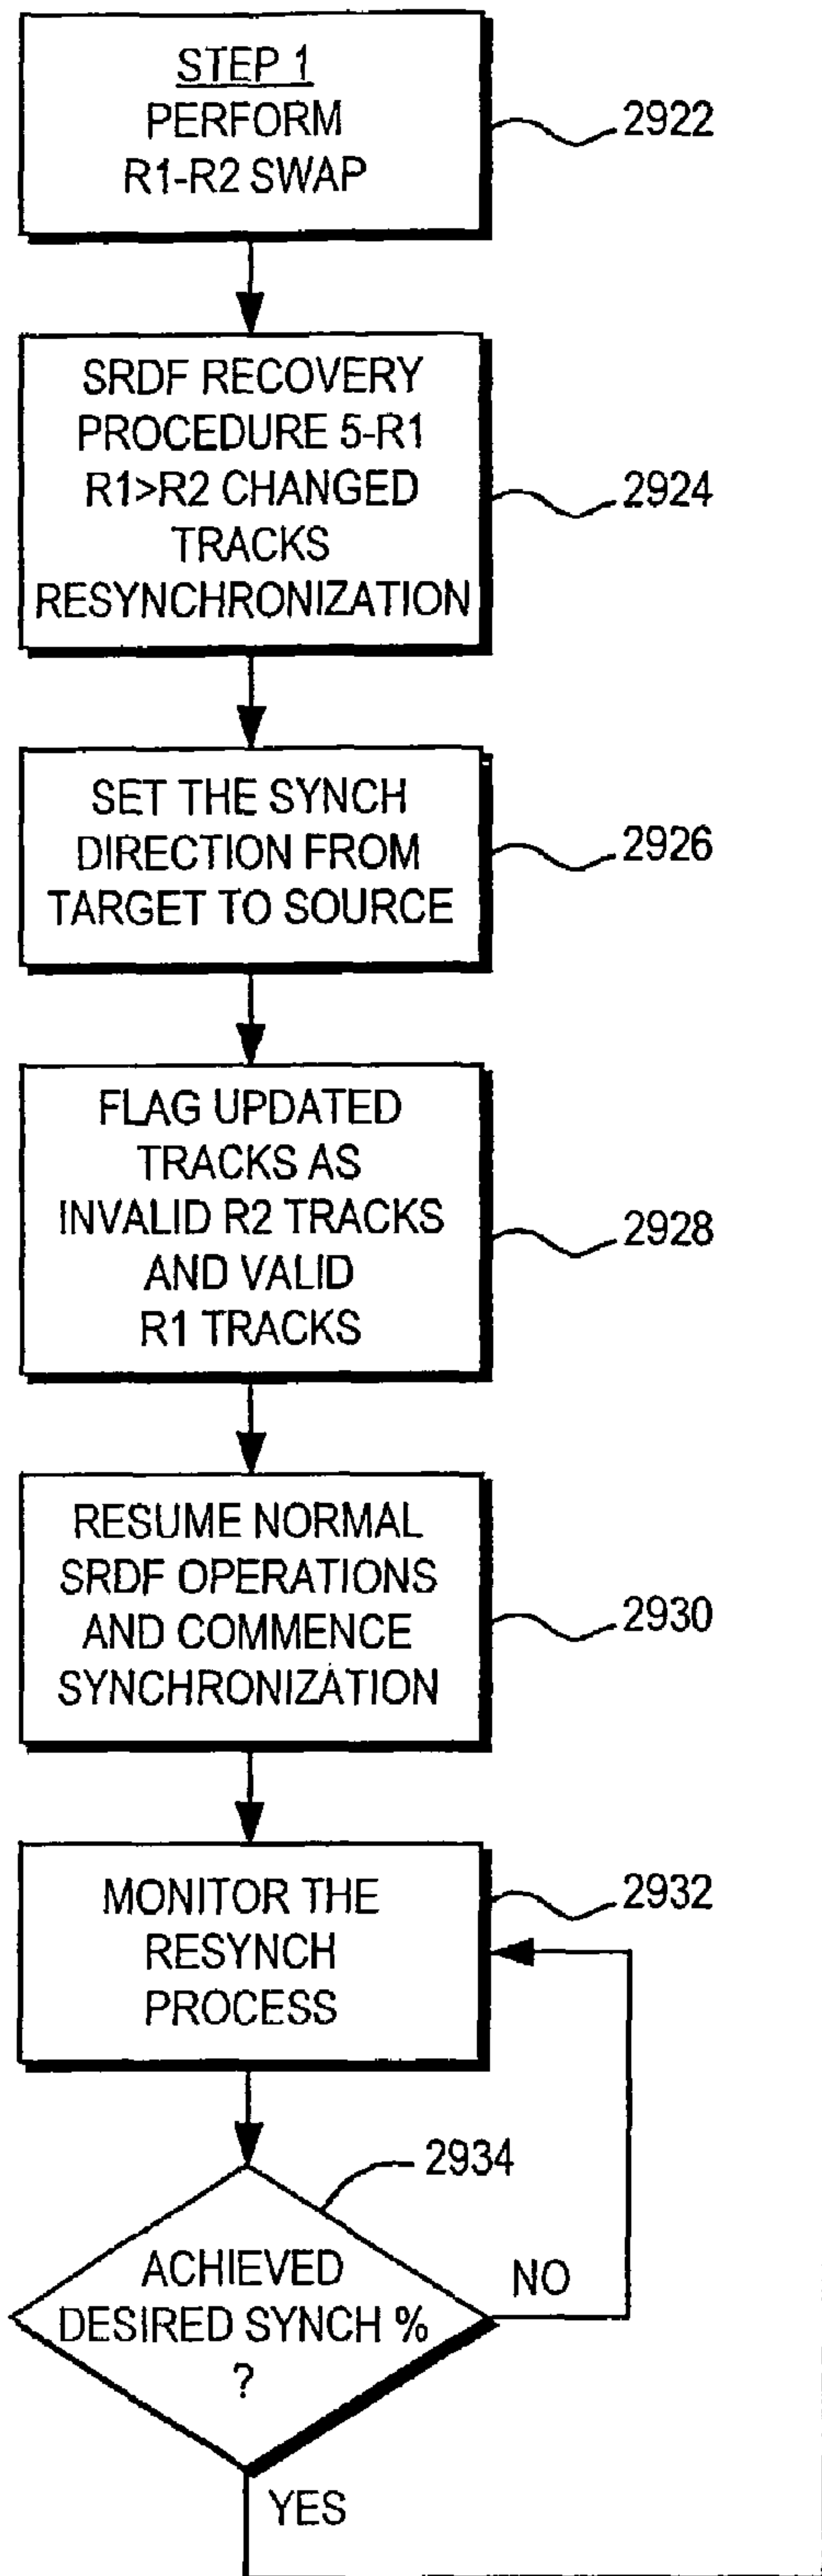 STEP 1
PERFORM
R1-R2 SWAP
2922
SRDF RECOVERY
PROCEDURE 5-R1
R1>R2 CHANGED
TRACKS
RESYNCHRONIZATION
2924
SET THE SYNCH
DIRECTION FROM
TARGET TO SOURCE
2926
FLAG UPDATED
TRACKS AS
INVALID R2 TRACKS
AND VALID
R1 TRACKS
2928
RESUME NORMAL
SRDF OPERATIONS
AND COMMENCE
SYNCHRONIZATION
2930
MONITOR THE
RESYNCH
PROCESS
2932
2934
ACHIEVED
DESIRED SYNCH %
?
NO
YES